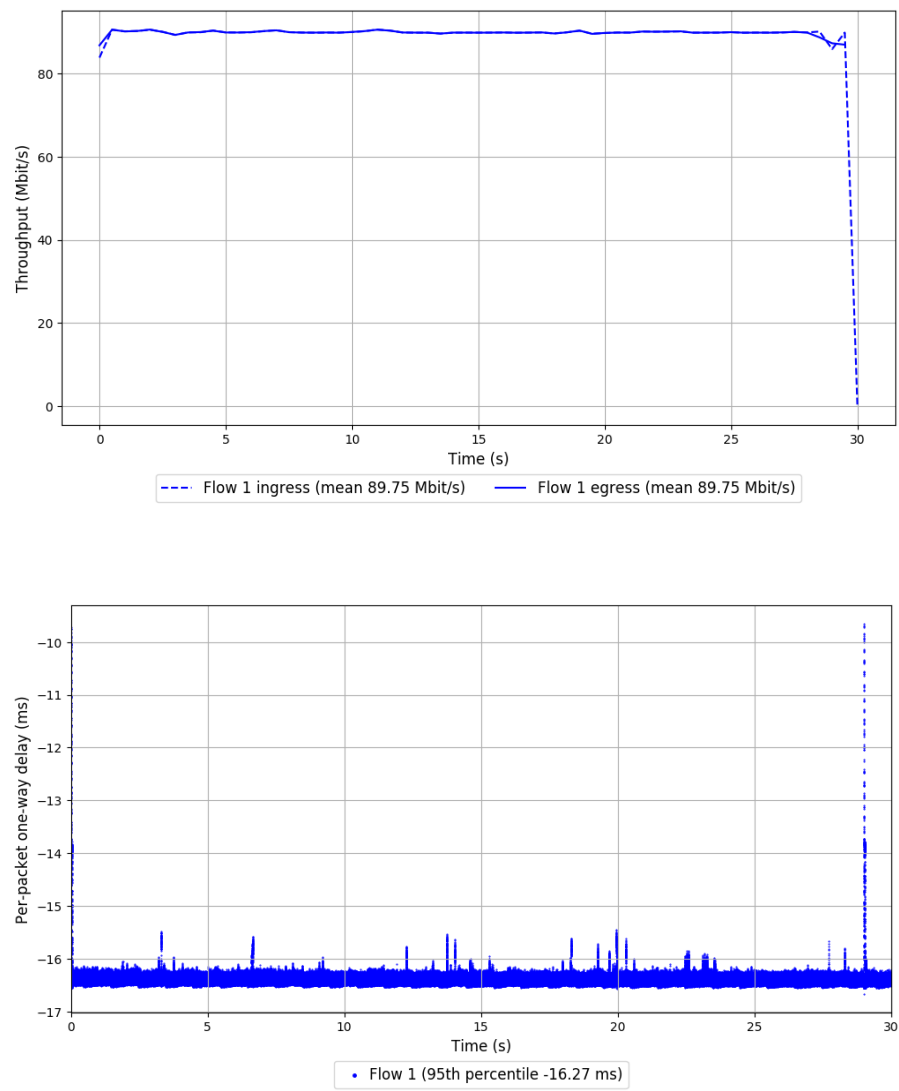 80
60
40
20
0
Throughput (Mbit/s)
0 5 10 15 20 25 30
Time (s)
Flow 1 ingress (mean 89.75 Mbit/s) Flow 1 egress (mean 89.75 Mbit/s)
−10
−11
−12
−13
−14
−15
−16
−17
Per-packet one-way delay (ms)
0 5 10 15 20 25 30
Time (s)
Flow 1 (95th percentile -16.27 ms)